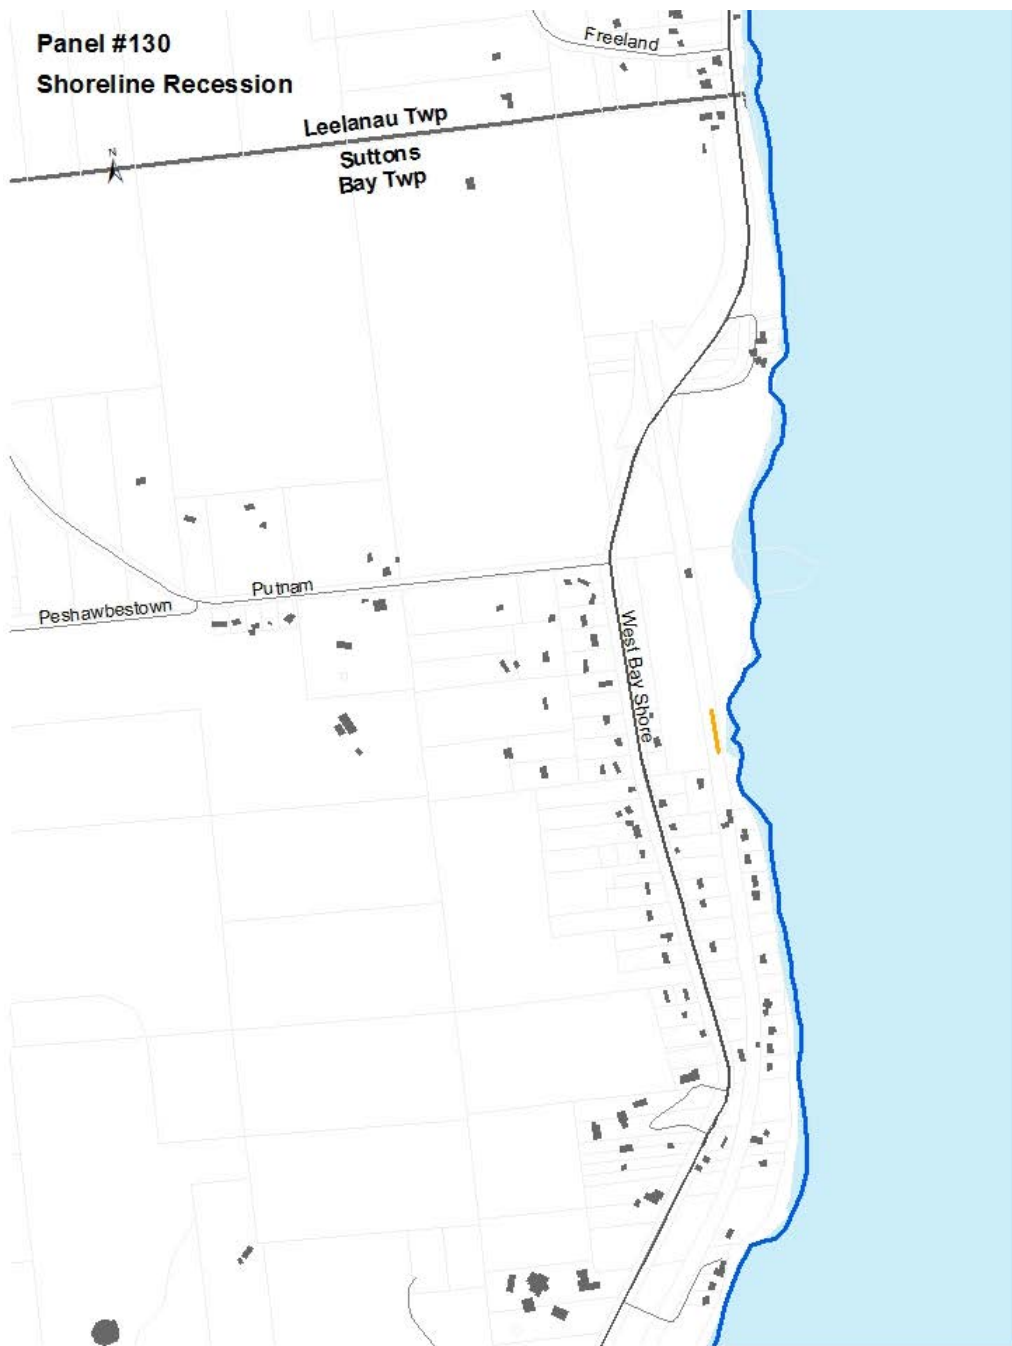 Panel #130
Shoreline Recession
Freeland
Leelanau Twp
N
Suttons
Bay Twp
Putnam
Peshawbestown
West Bay Shore